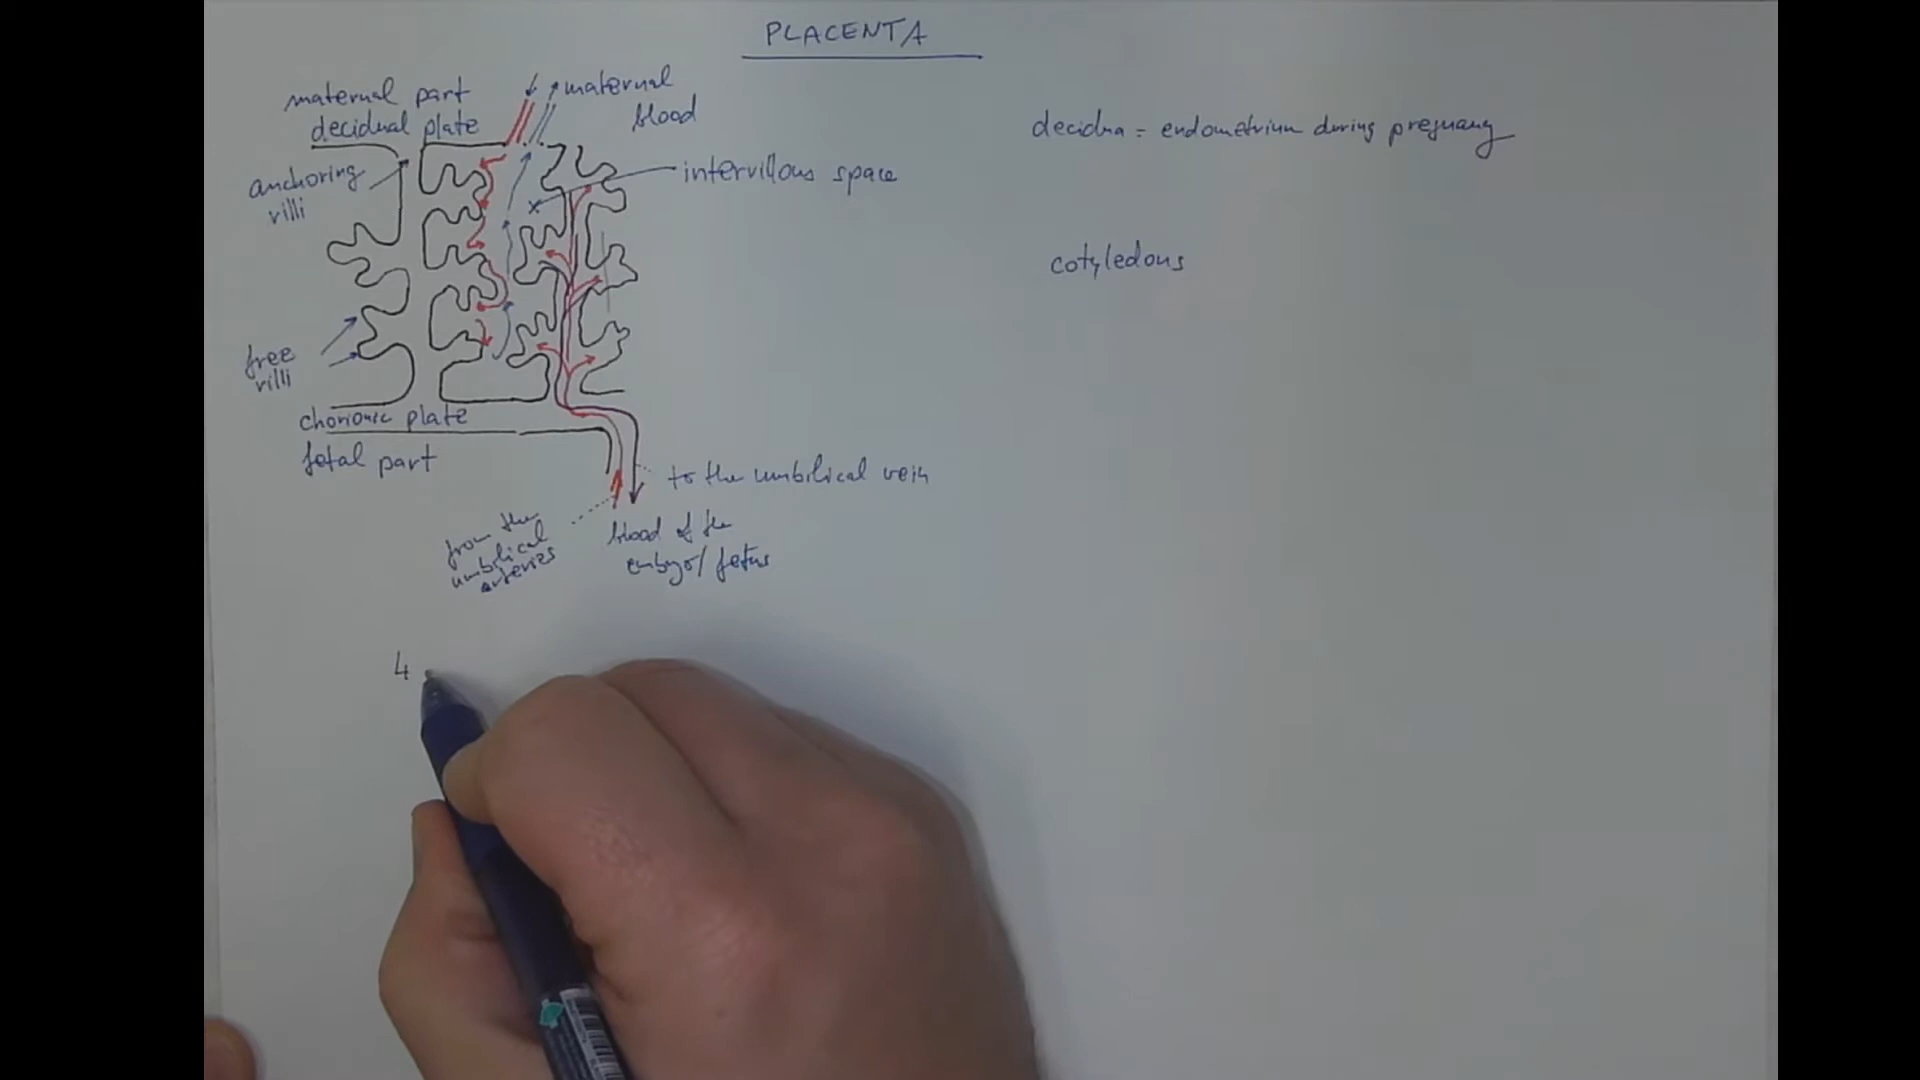 PLACENTA
maternal part
decidual plate
maternal
blood
anchoring
villi
intervillous space
free
villi
chorionic plate
fetal part
to the umbilical vein
from the
umbilical
arteries
blood of the
embyo/fetus
decidua = endometrium during pregnancy
cotyledons
4